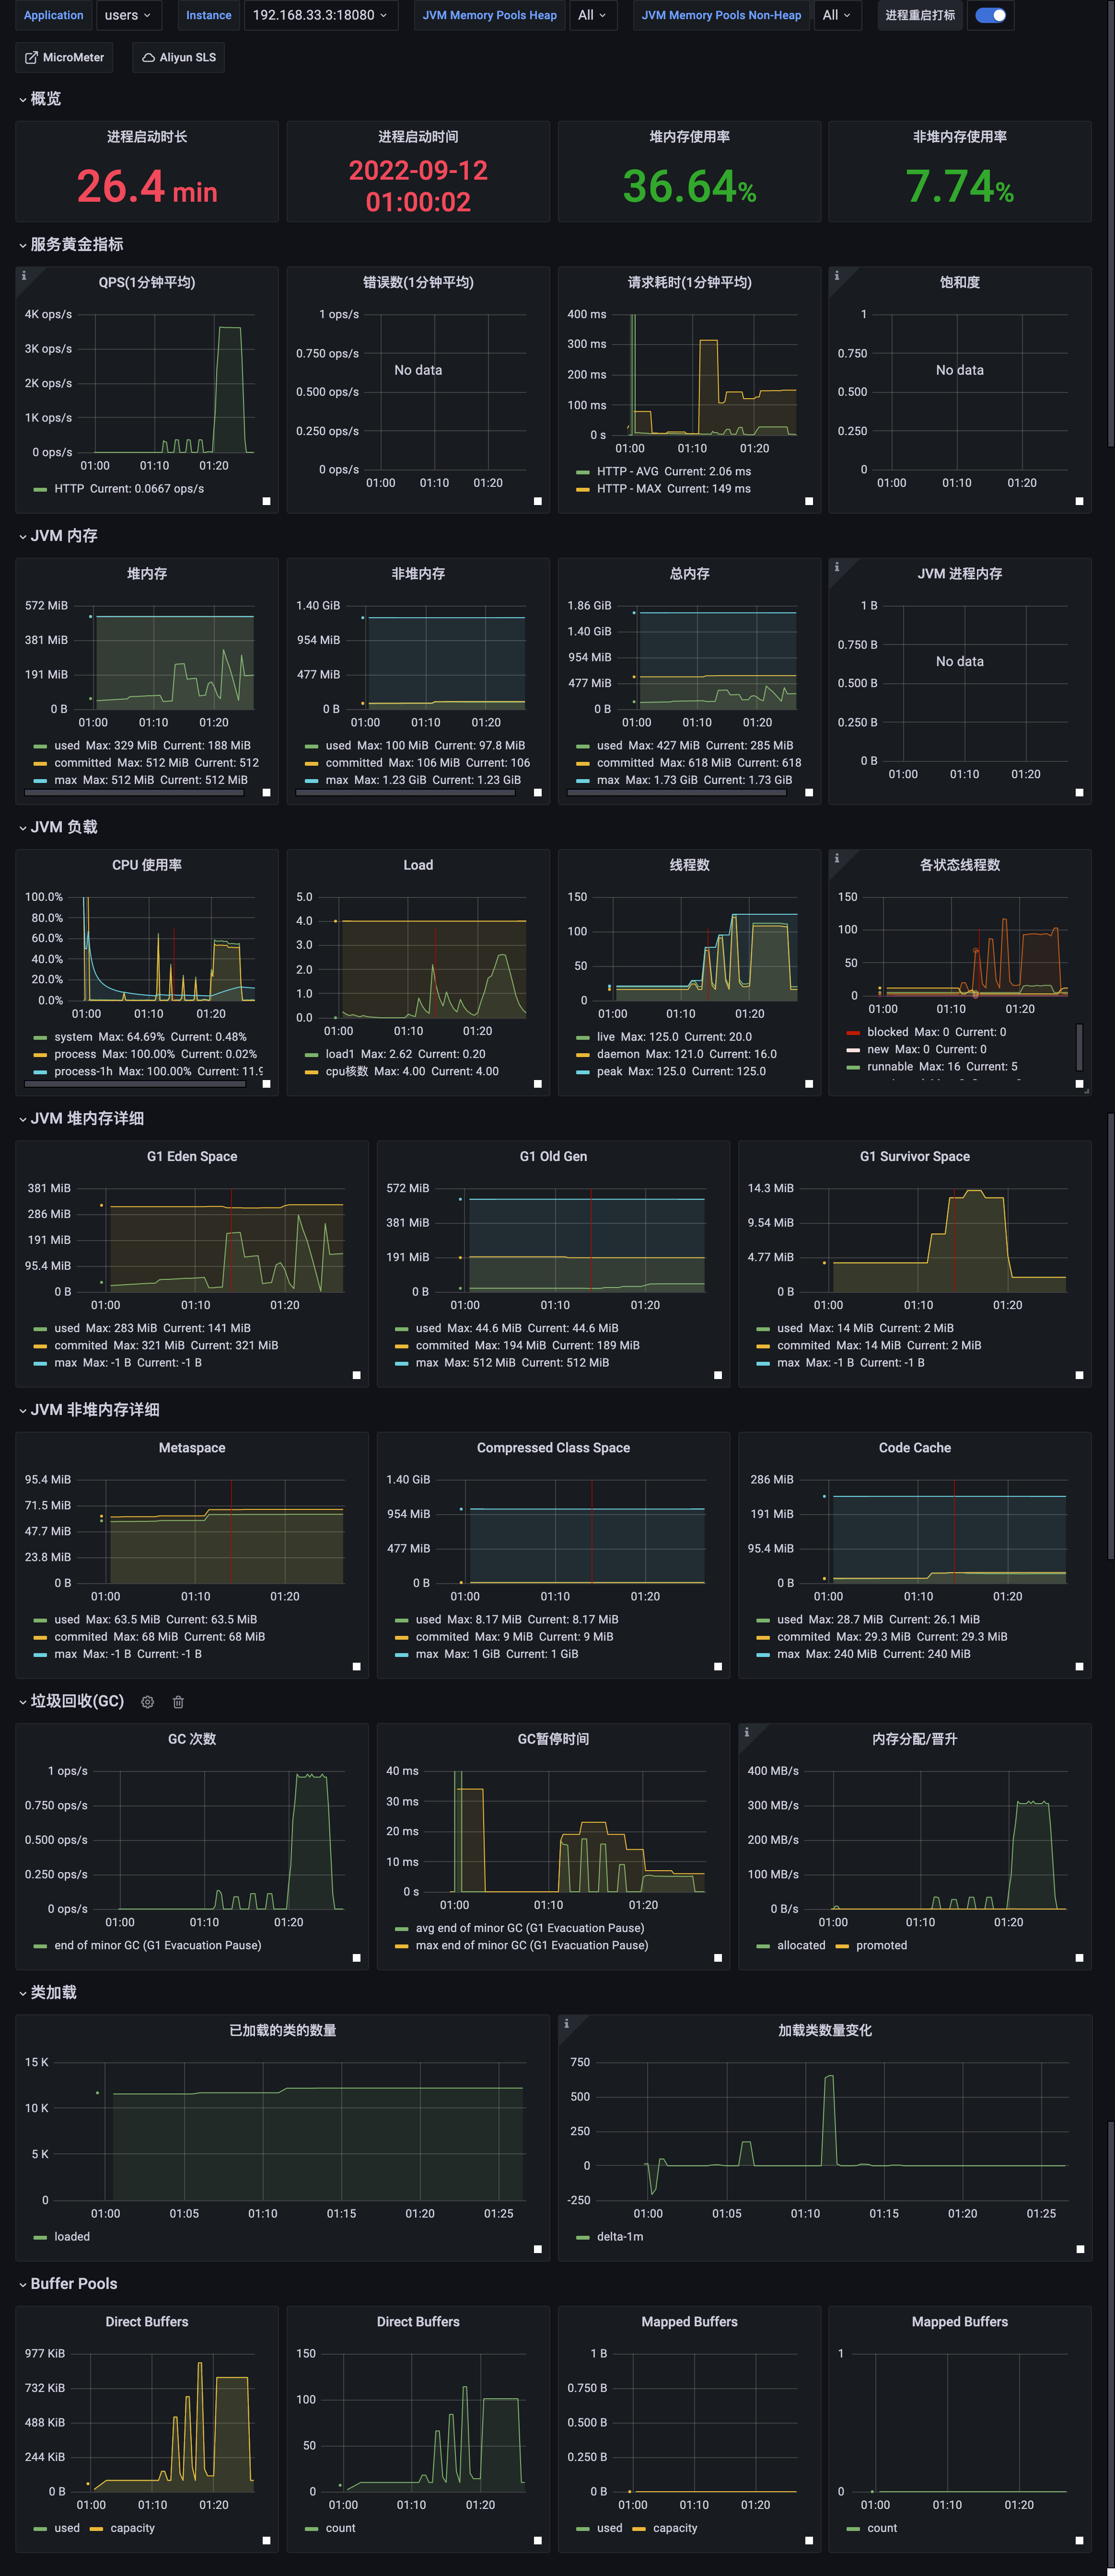 Application users Instance 192.168.33.3:18080 JVM Memory Pools Heap All JVM Memory Pools Non-Heap All 进程重启打标
MicroMeter Aliyun SLS
概览
进程启动时长 进程启动时间 堆内存使用率 非堆内存使用率
26.4 min
2022-09-12
01:00:02
36.64%
7.74%
服务黄金指标
QPS(1分钟平均)
4K ops/s
3K ops/s
2K ops/s
1K ops/s
0 ops/s
01:00 01:10 01:20
HTTP Current: 0.0667 ops/s
错误数(1分钟平均)
1 ops/s
0.750 ops/s
0.500 ops/s
0.250 ops/s
0 ops/s
No data
01:00 01:10 01:20
请求耗时(1分钟平均)
400 ms
300 ms
200 ms
100 ms
0 s
01:00 01:10 01:20
HTTP - AVG Current: 2.06 ms
HTTP - MAX Current: 149 ms
饱和度
1
0.750
0.500
0.250
0
No data
01:00 01:10 01:20
JVM 内存
堆内存
572 MiB
381 MiB
191 MiB
0 B
01:00 01:10 01:20
used Max: 329 MiB Current: 188 MiB
committed Max: 512 MiB Current: 512
max Max: 512 MiB Current: 512 MiB
非堆内存
1.40 GiB
954 MiB
477 MiB
0 B
01:00 01:10 01:20
used Max: 100 MiB Current: 97.8 MiB
committed Max: 106 MiB Current: 106
max Max: 1.23 GiB Current: 1.23 GiB
总内存
1.86 GiB
1.40 GiB
954 MiB
477 MiB
0 B
01:00 01:10 01:20
used Max: 427 MiB Current: 285 MiB
committed Max: 618 MiB Current: 618
max Max: 1.73 GiB Current: 1.73 GiB
JVM 进程内存
1 B
0.750 B
0.500 B
0.250 B
0 B
No data
01:00 01:10 01:20
JVM 负载
CPU 使用率
100.0%
80.0%
60.0%
40.0%
20.0%
0.0%
01:00 01:10 01:20
system Max: 64.69% Current: 0.48%
process Max: 100.00% Current: 0.02%
process-1h Max: 100.00% Current: 11.9
Load
5.0
4.0
3.0
2.0
1.0
0.0
01:00 01:10 01:20
load1 Max: 2.62 Current: 0.20
cpu核数 Max: 4.00 Current: 4.00
线程数
150
100
50
0
01:00 01:10 01:20
live Max: 125.0 Current: 20.0
daemon Max: 121.0 Current: 16.0
peak Max: 125.0 Current: 125.0
各状态线程数
150
100
50
0
01:00 01:10 01:20
blocked Max: 0 Current: 0
new Max: 0 Current: 0
runnable Max: 16 Current: 5
JVM 堆内存详细
G1 Eden Space
381 MiB
286 MiB
191 MiB
95.4 MiB
0 B
01:00 01:10 01:20
used Max: 283 MiB Current: 141 MiB
commited Max: 321 MiB Current: 321 MiB
max Max: -1 B Current: -1 B
G1 Old Gen
572 MiB
381 MiB
191 MiB
0 B
01:00 01:10 01:20
used Max: 44.6 MiB Current: 44.6 MiB
commited Max: 194 MiB Current: 189 MiB
max Max: 512 MiB Current: 512 MiB
G1 Survivor Space
14.3 MiB
9.54 MiB
4.77 MiB
0 B
01:00 01:10 01:20
used Max: 14 MiB Current: 2 MiB
commited Max: 14 MiB Current: 2 MiB
max Max: -1 B Current: -1 B
JVM 非堆内存详细
Metaspace
95.4 MiB
71.5 MiB
47.7 MiB
23.8 MiB
0 B
01:00 01:10 01:20
used Max: 63.5 MiB Current: 63.5 MiB
commited Max: 68 MiB Current: 68 MiB
max Max: -1 B Current: -1 B
Compressed Class Space
1.40 GiB
954 MiB
477 MiB
0 B
01:00 01:10 01:20
used Max: 8.17 MiB Current: 8.17 MiB
commited Max: 9 MiB Current: 9 MiB
max Max: 1 GiB Current: 1 GiB
Code Cache
286 MiB
191 MiB
95.4 MiB
0 B
01:00 01:10 01:20
used Max: 28.7 MiB Current: 26.1 MiB
commited Max: 29.3 MiB Current: 29.3 MiB
max Max: 240 MiB Current: 240 MiB
垃圾回收(GC)
GC 次数
1 ops/s
0.750 ops/s
0.500 ops/s
0.250 ops/s
0 ops/s
01:00 01:10 01:20
end of minor GC (G1 Evacuation Pause)
GC暂停时间
40 ms
30 ms
20 ms
10 ms
0 s
01:00 01:10 01:20
avg end of minor GC (G1 Evacuation Pause)
max end of minor GC (G1 Evacuation Pause)
内存分配/晋升
400 MB/s
300 MB/s
200 MB/s
100 MB/s
0 B/s
01:00 01:10 01:20
allocated promoted
类加载
已加载的类的数量
15 K
10 K
5 K
0
01:00 01:05 01:10 01:15 01:20 01:25
loaded
加载类数量变化
750
500
250
0
-250
01:00 01:05 01:10 01:15 01:20 01:25
delta-1m
Buffer Pools
Direct Buffers
977 KiB
732 KiB
488 KiB
244 KiB
0 B
01:00 01:10 01:20
used capacity
Direct Buffers
150
100
50
0
01:00 01:10 01:20
count
Mapped Buffers
1 B
0.750 B
0.500 B
0.250 B
0 B
01:00 01:10 01:20
used capacity
Mapped Buffers
1
0
01:00 01:10 01:20
count